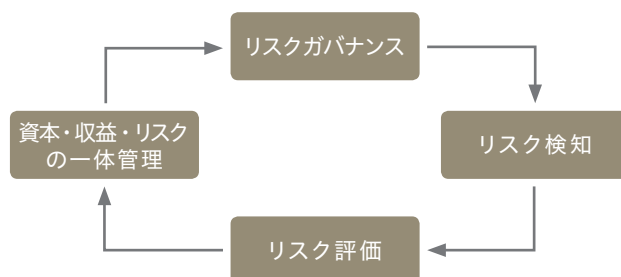 リスクガバナンス
リスク検知
リスク評価
資本・収益・リスク
の一体管理